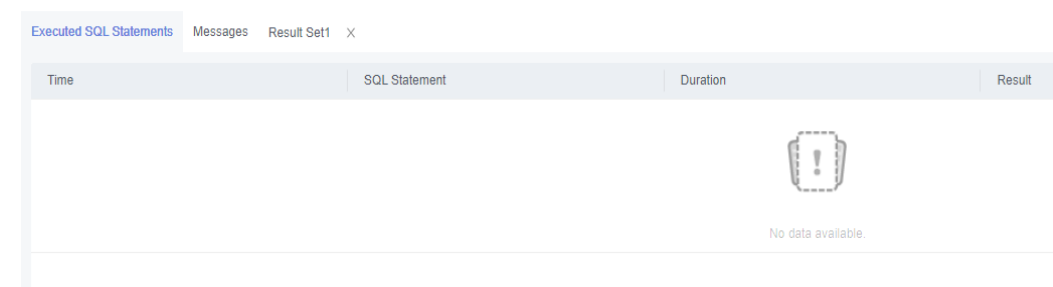 Executed SQL Statements Messages Result Set1 X
Time SQL Statement Duration Result
No data available.